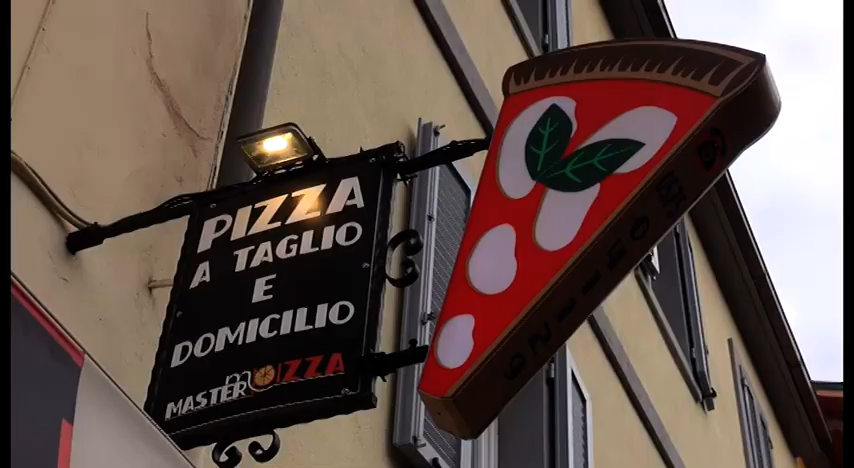 PIZZA
A TAGLIO
E
DOMICILIO
MASTER PIZZA